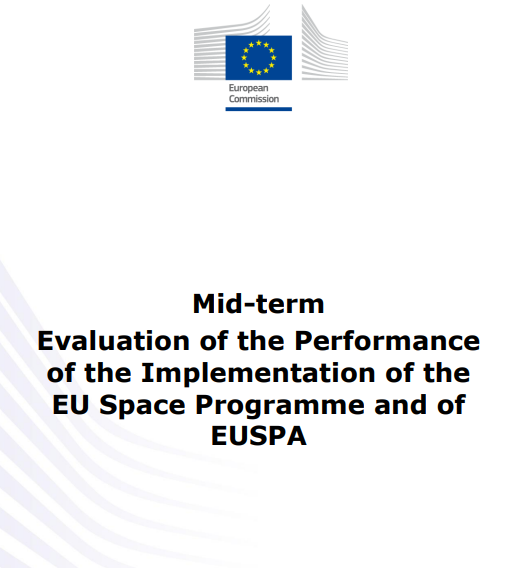 European
Commission
Mid-term
Evaluation of the Performance
of the Implementation of the
EU Space Programme and of
EUSPA